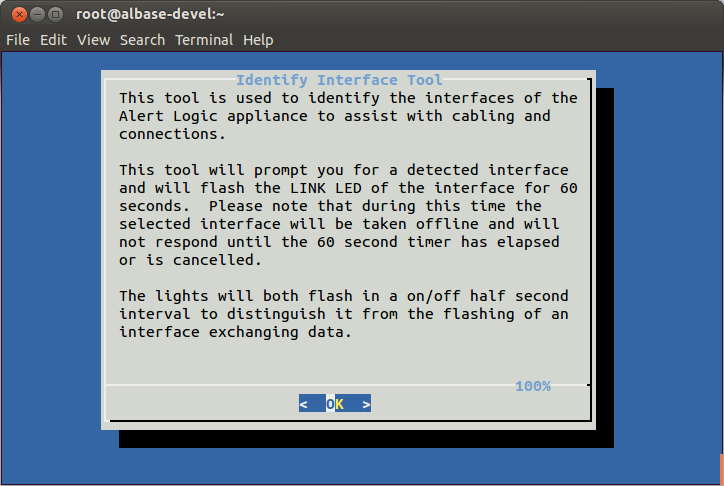 root@albase-devel:~
File Edit View Search Terminal Help
Identify Interface Tool
This tool is used to identify the interfaces of the
Alert Logic appliance to assist with cabling and
connections.
This tool will prompt you for a detected interface
and will flash the LINK LED of the interface for 60
seconds.  Please note that during this time the
selected interface will be taken offline and will
not respond until the 60 second timer has elapsed
or is cancelled.
The lights will both flash in a on/off half second
interval to distinguish it from the flashing of an
interface exchanging data.
100%
<  OK  >